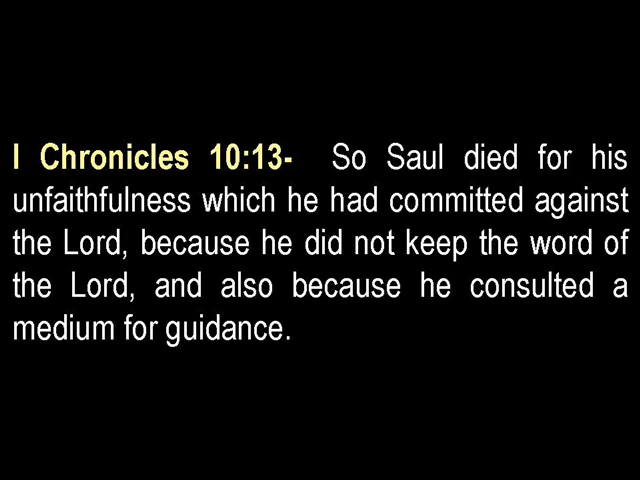 I Chronicles 10:13- So Saul died for his
unfaithfulness which he had committed against
the Lord, because he did not keep the word of
the Lord, and also because he consulted a
medium for guidance.